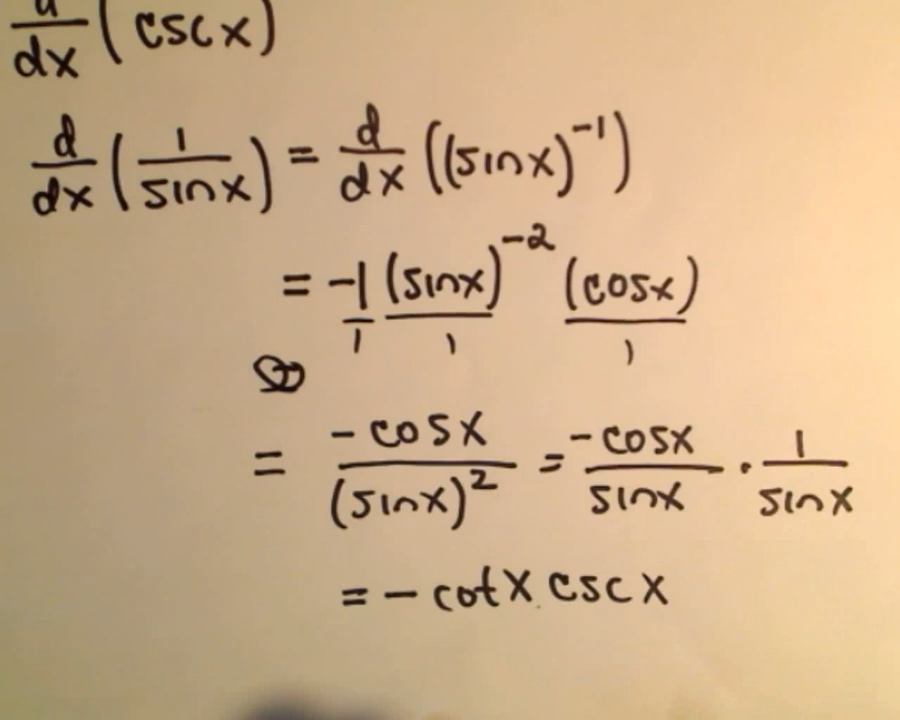 d/dx (csc x)
d/dx (1/sin x) = d/dx ((sin x)^-1)
= -1/1 (sin x)^-2/1 (cos x)/1
= -cos x/(sin x)^2 = -cos x/sin x · 1/sin x
= - cot x csc x